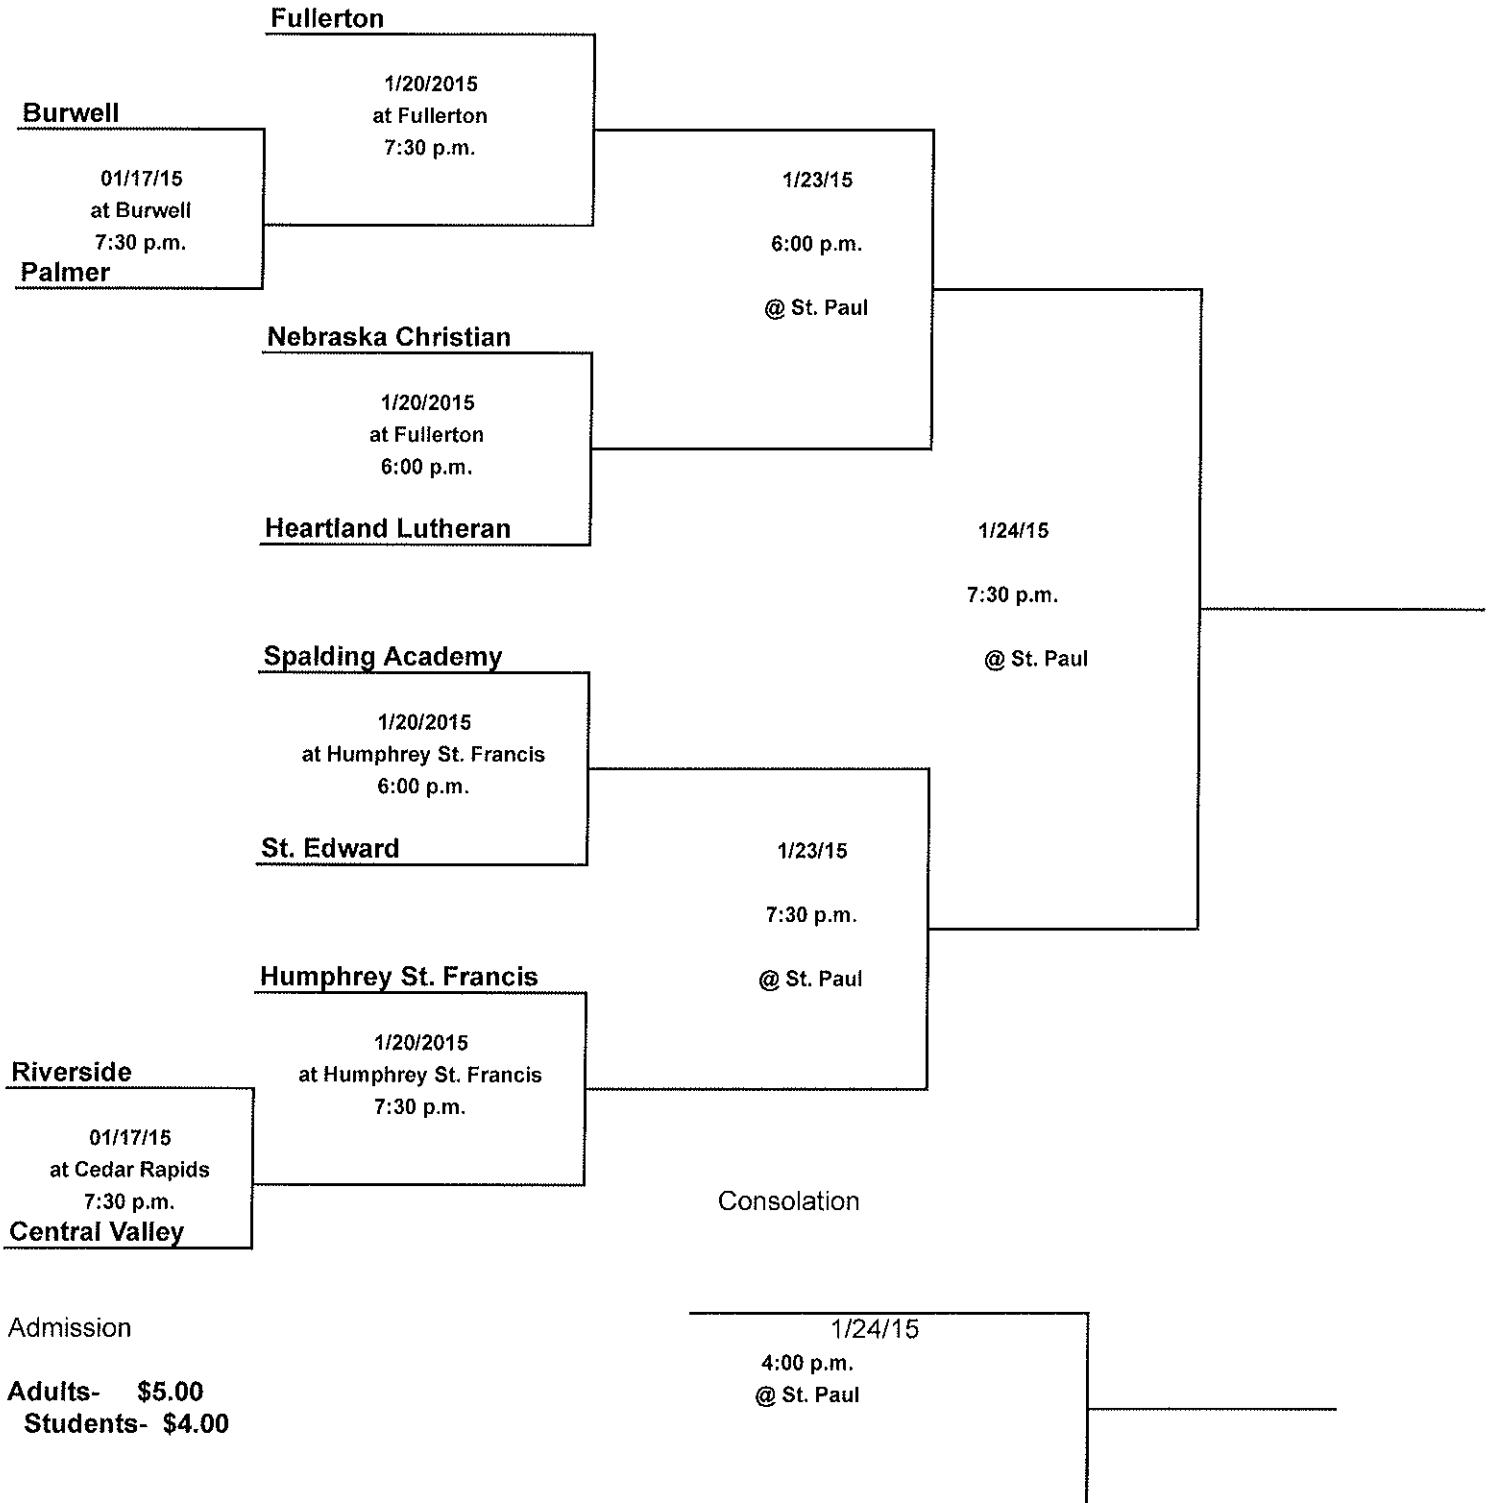 Fullerton
1/20/2015
at Fullerton
7:30 p.m.
Burwell
01/17/15
at Burwell
7:30 p.m.
Palmer
1/23/15
6:00 p.m.
@ St. Paul
Nebraska Christian
1/20/2015
at Fullerton
6:00 p.m.
Heartland Lutheran
1/24/15
7:30 p.m.
@ St. Paul
Spalding Academy
1/20/2015
at Humphrey St. Francis
6:00 p.m.
St. Edward
1/23/15
7:30 p.m.
@ St. Paul
Humphrey St. Francis
1/20/2015
at Humphrey St. Francis
7:30 p.m.
Riverside
01/17/15
at Cedar Rapids
7:30 p.m.
Central Valley
Consolation
1/24/15
4:00 p.m.
@ St. Paul
Admission
Adults- $5.00
Students- $4.00